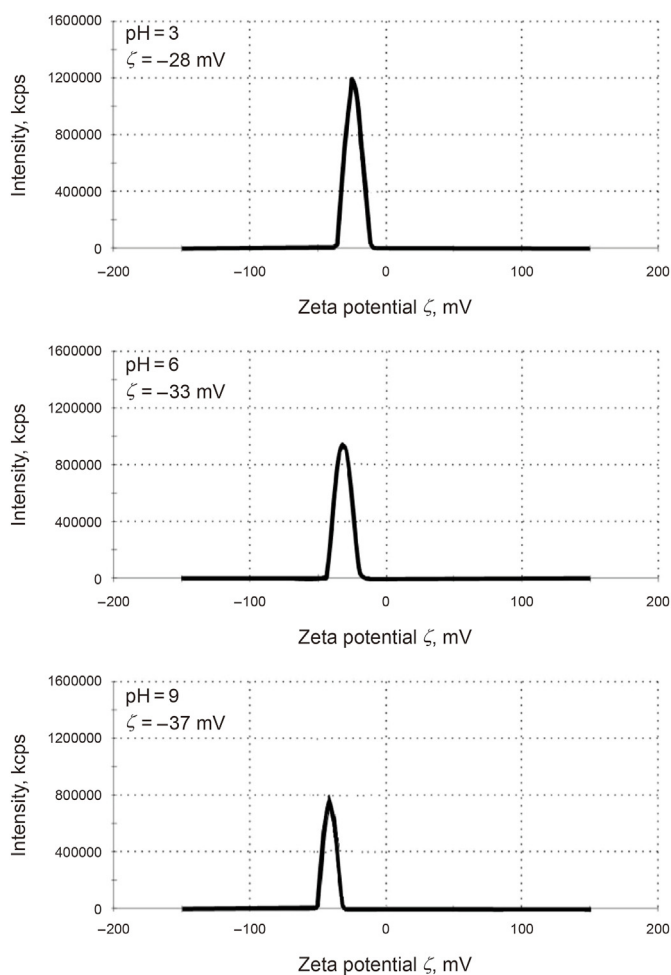 1600000
pH = 3
ζ = –28 mV
1200000
800000
400000
0
Intensity, kcps
–200
–100
0
100
200
Zeta potential ζ, mV
1600000
pH = 6
ζ = –33 mV
1200000
800000
400000
0
Intensity, kcps
–200
–100
0
100
200
Zeta potential ζ, mV
1600000
pH = 9
ζ = –37 mV
1200000
800000
400000
0
Intensity, kcps
–200
–100
0
100
200
Zeta potential ζ, mV